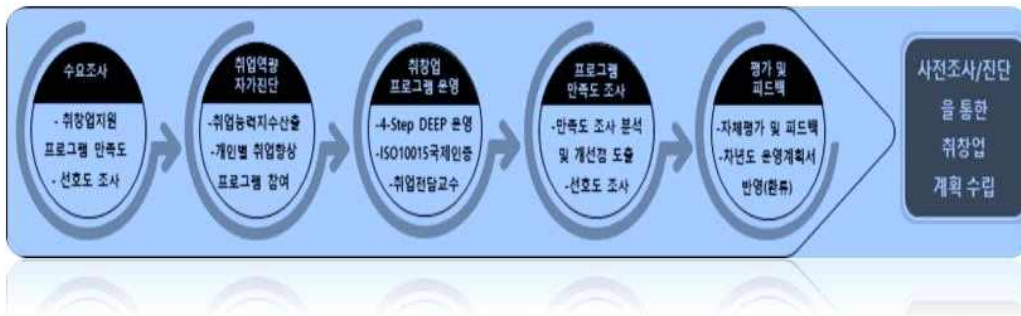 수요조사
- 취창업지원
프로그램 만족도
- 선호도 조사
취업역량
자가진단
-취업능력지수산출
-개인별 취업향상
프로그램 참여
취창업
프로그램 운영
-4-Step DEEP 운영
-ISO10015국제인증
-취업전담교수
프로그램
만족도 조사
-만족도 조사 분석
및 개선점 도출
-선호도 조사
평가 및
피드백
-자체평가 및 피드백
-차년도 운영계획서
반영(환류)
사전조사/진단
을 통한
취창업
계획 수립